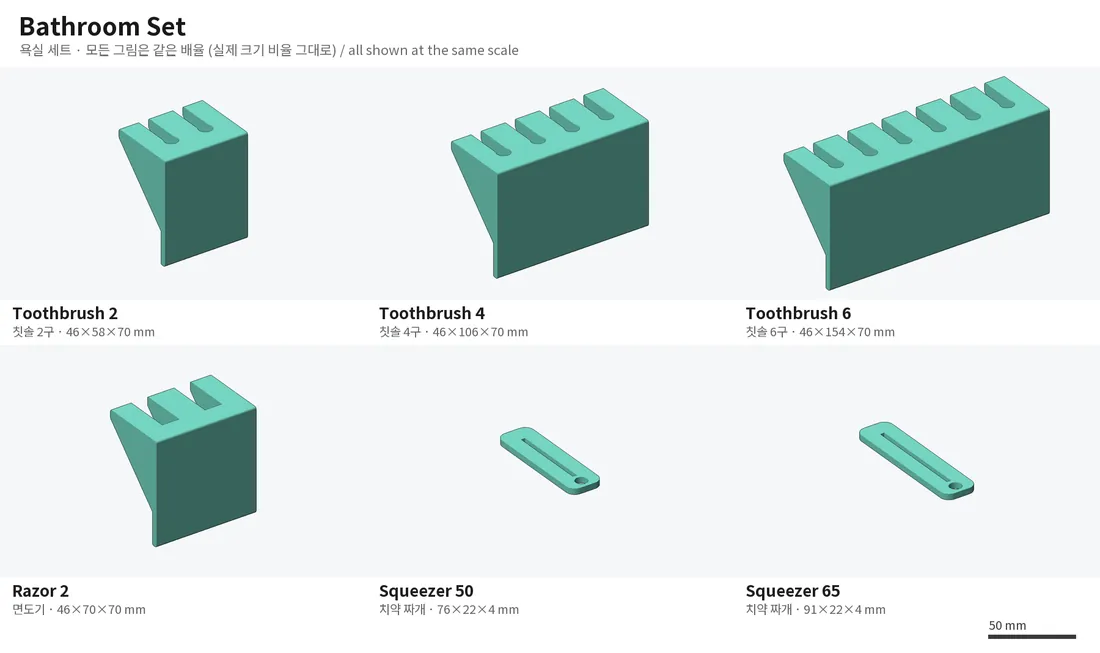 Bathroom Set
욕실 세트 · 모든 그림은 같은 배율 (실제 크기 비율 그대로) / all shown at the same scale
Toothbrush 2
칫솔 2구 · 46×58×70 mm
Toothbrush 4
칫솔 4구 · 46×106×70 mm
Toothbrush 6
칫솔 6구 · 46×154×70 mm
Razor 2
면도기 · 46×70×70 mm
Squeezer 50
치약 짜개 · 76×22×4 mm
Squeezer 65
치약 짜개 · 91×22×4 mm
50 mm